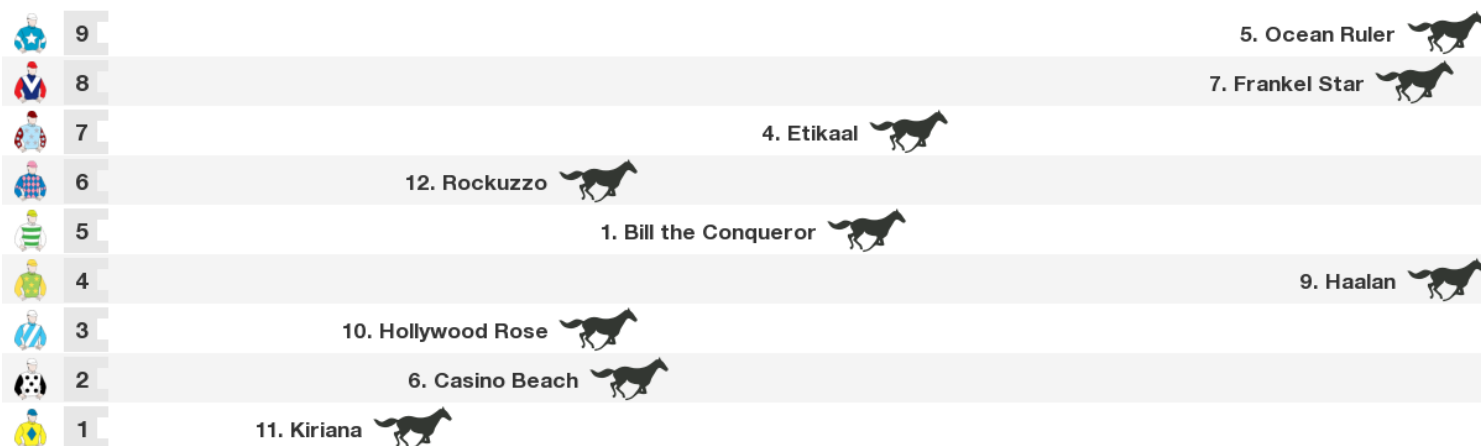 9 5. Ocean Ruler
8 7. Frankel Star
7 4. Etikaal
6 12. Rockuzzo
5 1. Bill the Conqueror
4 9. Haalan
3 10. Hollywood Rose
2 6. Casino Beach
1 11. Kiriana